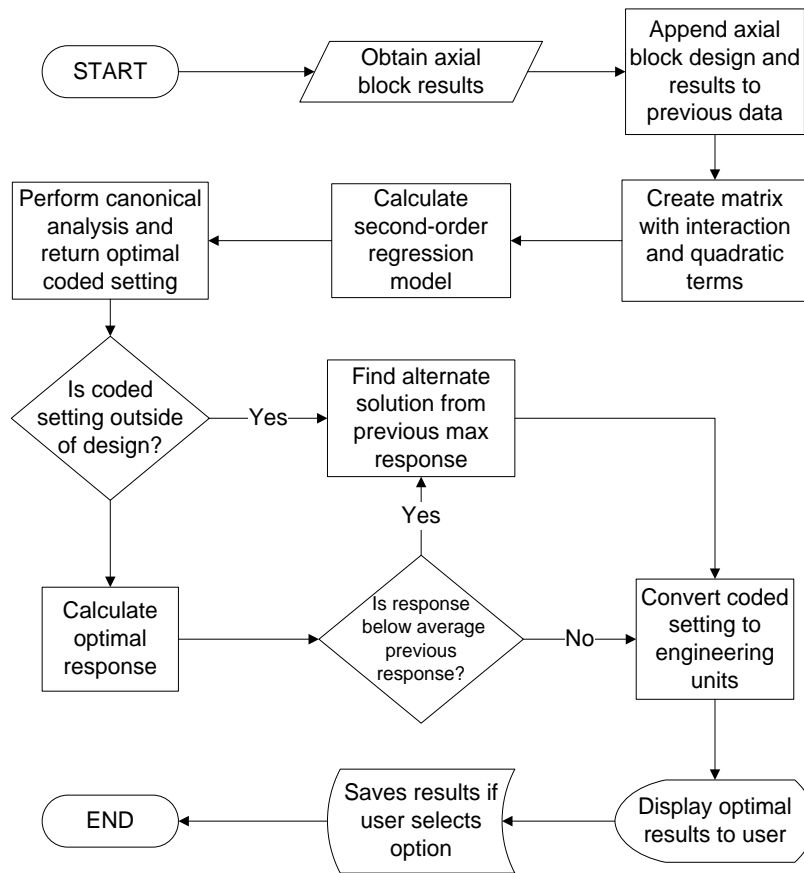 START
Obtain axial
block results
Append axial
block design and
results to
previous data
Perform canonical
analysis and
return optimal
coded setting
Calculate
second-order
regression
model
Create matrix
with interaction
and quadratic
terms
Is coded
setting outside
of design?
Yes
Find alternate
solution from
previous max
response
Yes
Calculate
optimal
response
Is response
below average
previous
response?
No
Convert coded
setting to
engineering
units
END
Saves results if
user selects
option
Display optimal
results to user